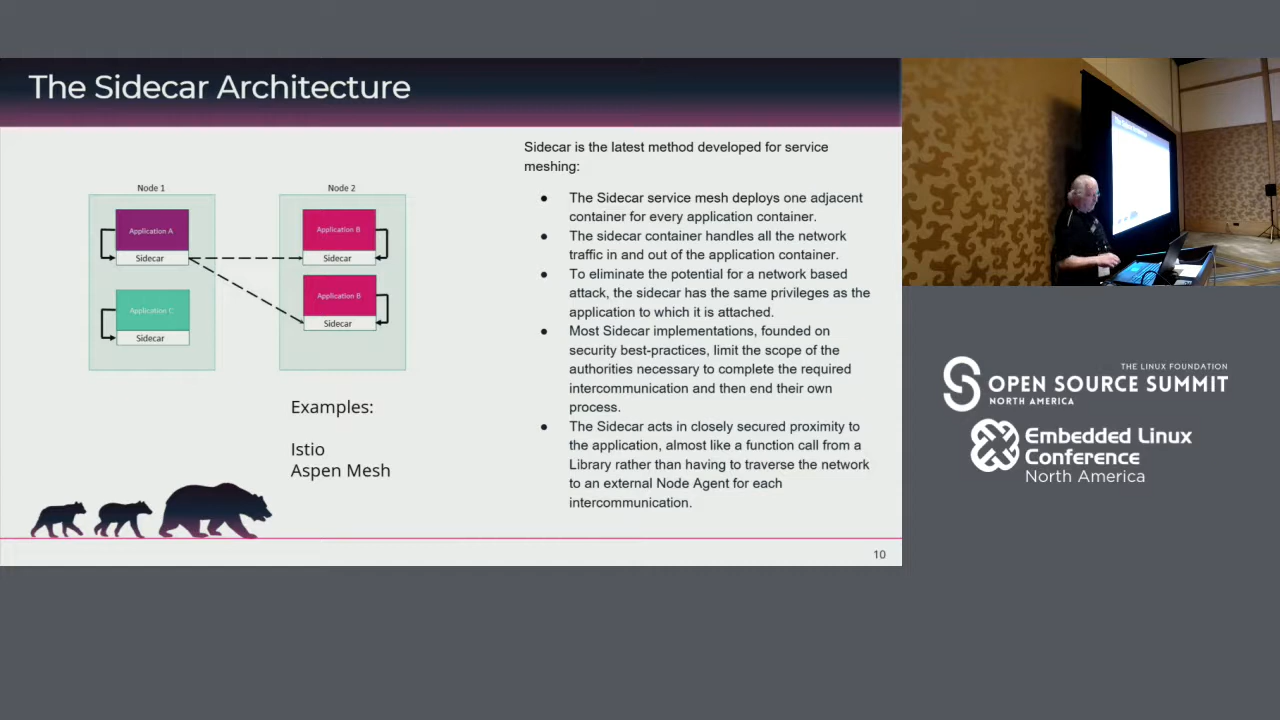 The Sidecar Architecture
Node 1
Node 2
Application A
Sidecar
Application C
Sidecar
Application B
Sidecar
Application B
Sidecar
Examples:
Istio
Aspen Mesh
Sidecar is the latest method developed for service
meshing:
● The Sidecar service mesh deploys one adjacent
container for every application container.
● The sidecar container handles all the network
traffic in and out of the application container.
● To eliminate the potential for a network based
attack, the sidecar has the same privileges as the
application to which it is attached.
● Most Sidecar implementations, founded on
security best-practices, limit the scope of the
authorities necessary to complete the required
intercommunication and then end their own
process.
● The Sidecar acts in closely secured proximity to
the application, almost like a function call from a
Library rather than having to traverse the network
to an external Node Agent for each
intercommunication.
10
THE LINUX FOUNDATION
OPEN SOURCE SUMMIT
NORTH AMERICA
Embedded Linux
Conference
North America